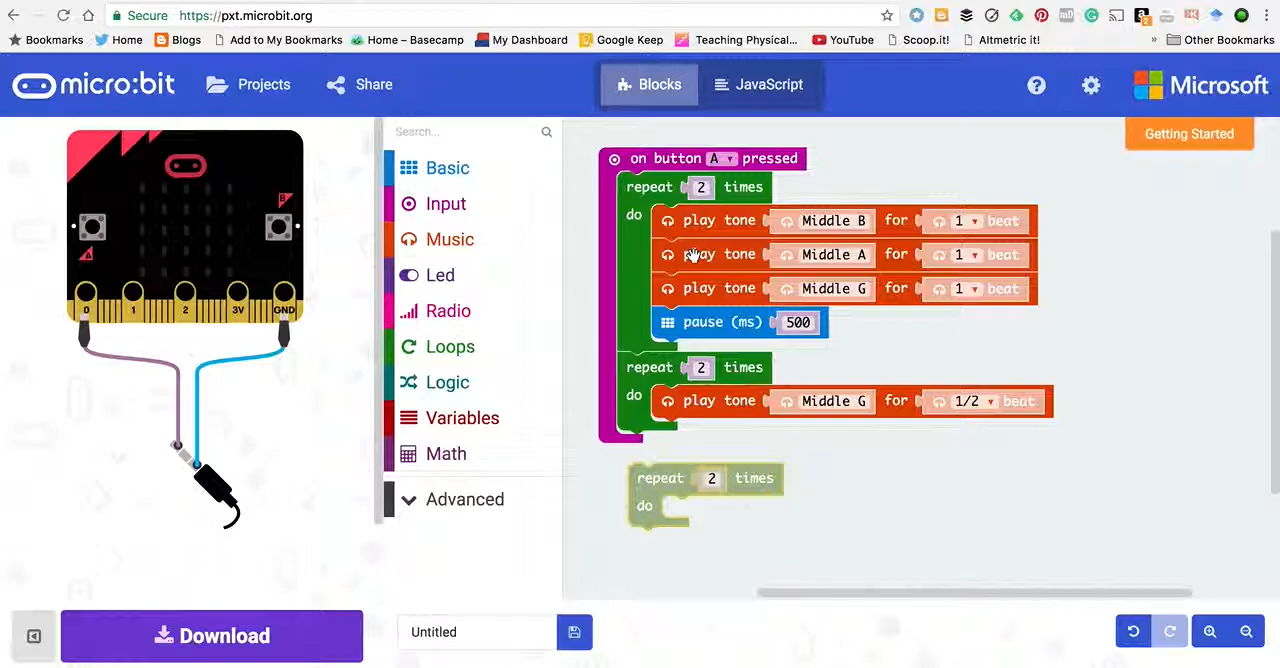 Secure https://pxt.microbit.org
Bookmarks Home Blogs Add to My Bookmarks Home – Basecamp My Dashboard Google Keep Teaching Physical... YouTube Scoop.it! Altmetric it! » Other Bookmarks
micro:bit Projects Share Blocks JavaScript Microsoft
Getting Started
Search...
Basic
Input
Music
Led
Radio
Loops
Logic
Variables
Math
Advanced
B
A
0 1 2 3V GND
on button A pressed
repeat 2 times
do play tone Middle B for 1 beat
play tone Middle A for 1 beat
play tone Middle G for 1 beat
pause (ms) 500
repeat 2 times
do play tone Middle G for 1/2 beat
repeat 2 times
do
Download Untitled